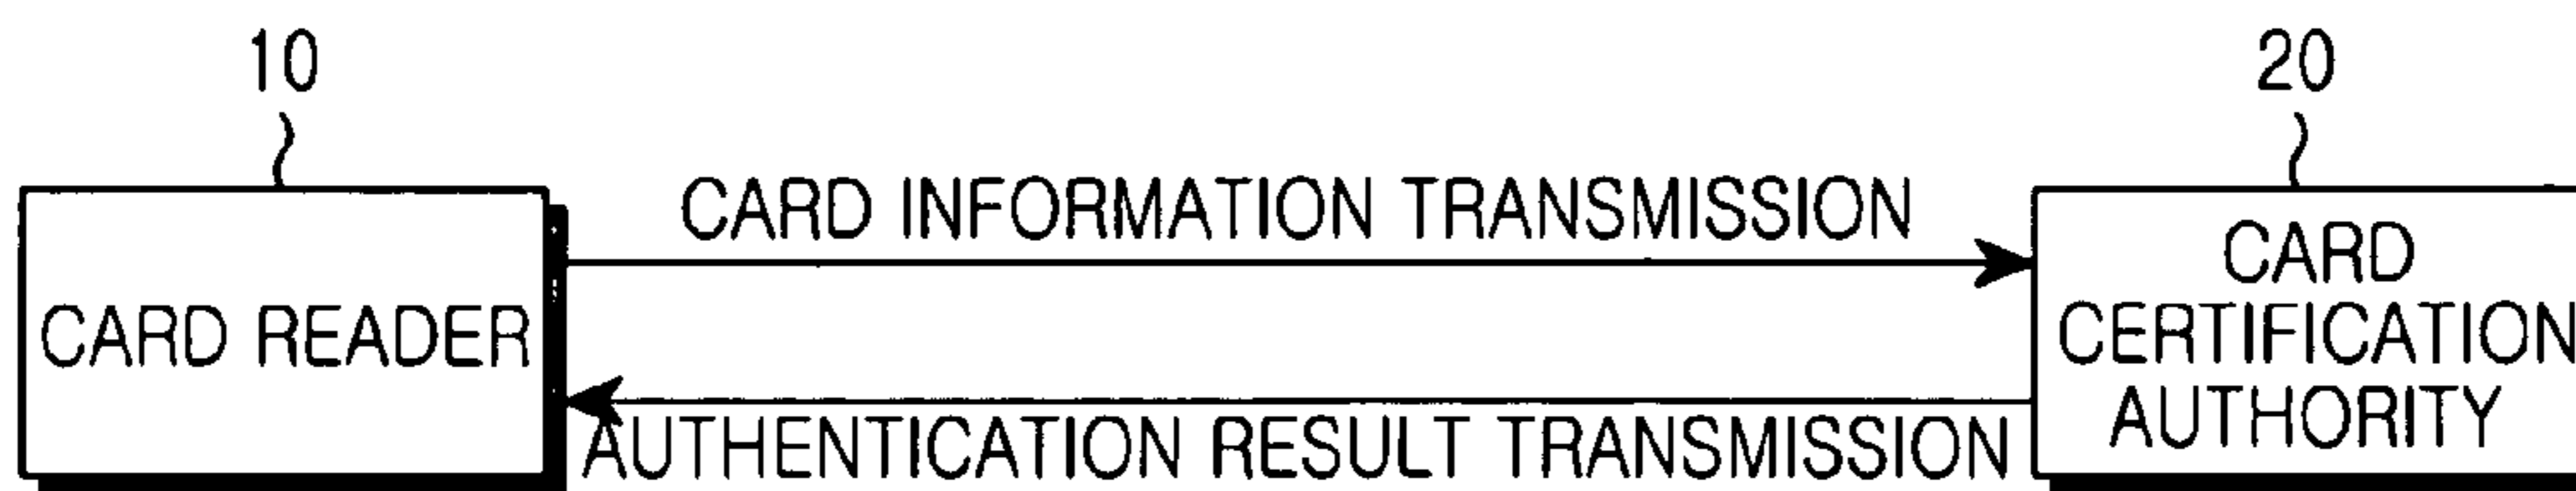 10
20
CARD INFORMATION TRANSMISSION
CARD READER
CARD
CERTIFICATION
AUTHORITY
AUTHENTICATION RESULT TRANSMISSION